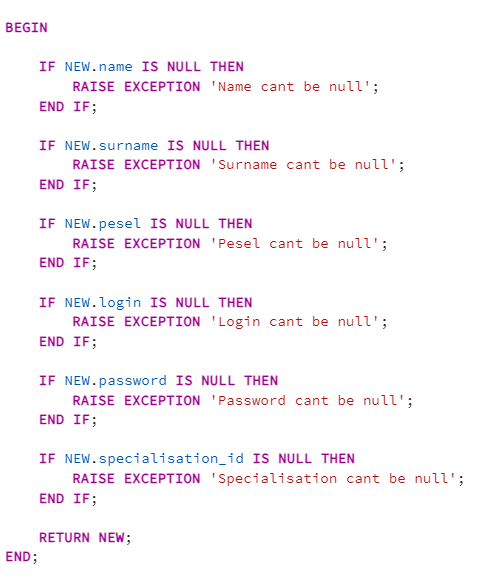 BEGIN
IF NEW.name IS NULL THEN
RAISE EXCEPTION 'Name cant be null';
END IF;
IF NEW.surname IS NULL THEN
RAISE EXCEPTION 'Surname cant be null';
END IF;
IF NEW.pesel IS NULL THEN
RAISE EXCEPTION 'Pesel cant be null';
END IF;
IF NEW.login IS NULL THEN
RAISE EXCEPTION 'Login cant be null';
END IF;
IF NEW.password IS NULL THEN
RAISE EXCEPTION 'Password cant be null';
END IF;
IF NEW.specialisation_id IS NULL THEN
RAISE EXCEPTION 'Specialisation cant be null';
END IF;
RETURN NEW;
END;